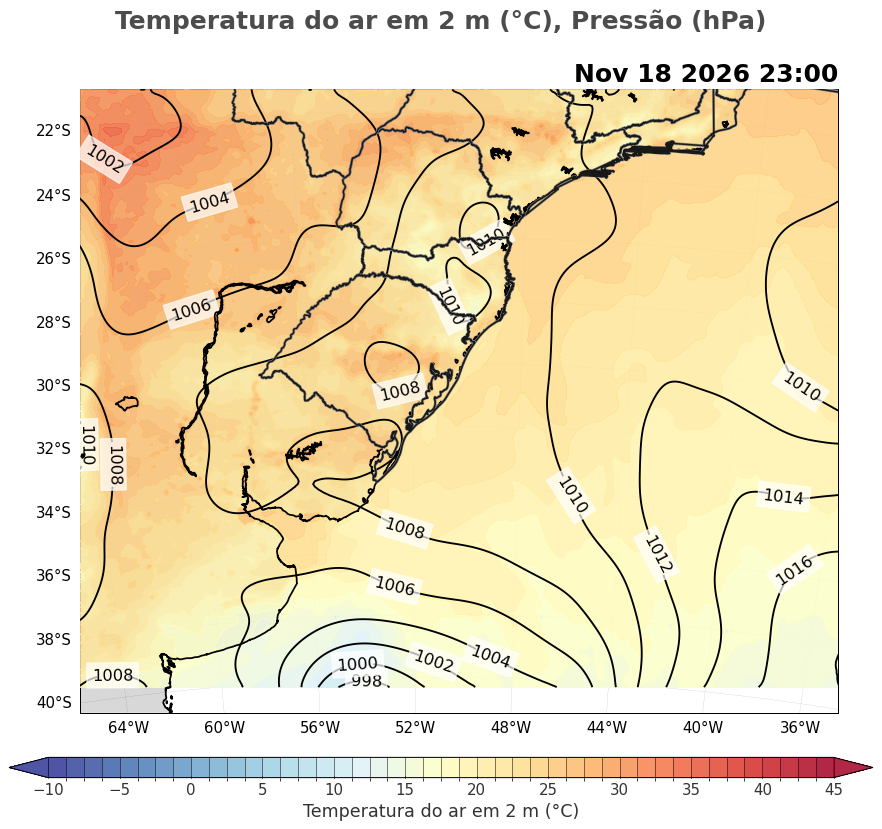 Temperatura do ar em 2 m (°C), Pressão (hPa)
Nov 18 2026 23:00
22°S
24°S
26°S
28°S
30°S
32°S
34°S
36°S
38°S
40°S
1002
1004
1006
1010
1010
1008
1010
1008
1010
1010
1008
1014
1012
1016
1006
1004
1002
1000
998
1008
64°W 60°W 56°W 52°W 48°W 44°W 40°W 36°W
−10 −5 0 5 10 15 20 25 30 35 40 45
Temperatura do ar em 2 m (°C)